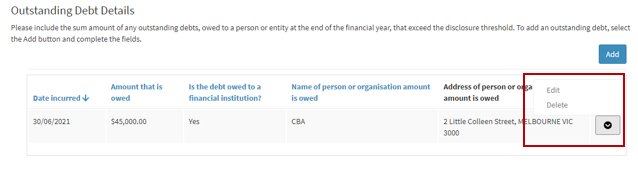 Outstanding Debt Details
Please include the sum amount of any outstanding debts, owed to a person or entity at the end of the financial year, that exceed the disclosure threshold. To add an outstanding debt, select
the Add button and complete the fields.
Add
Date incurred
Amount that is
owed
Is the debt owed to a
financial institution?
Name of person or organisation amount
is owed
Address of person or orga
amount is owed
Edit
Delete
30/06/2021
$45,000.00
Yes
CBA
2 Little Colleen Street, MELBOURNE VIC
3000